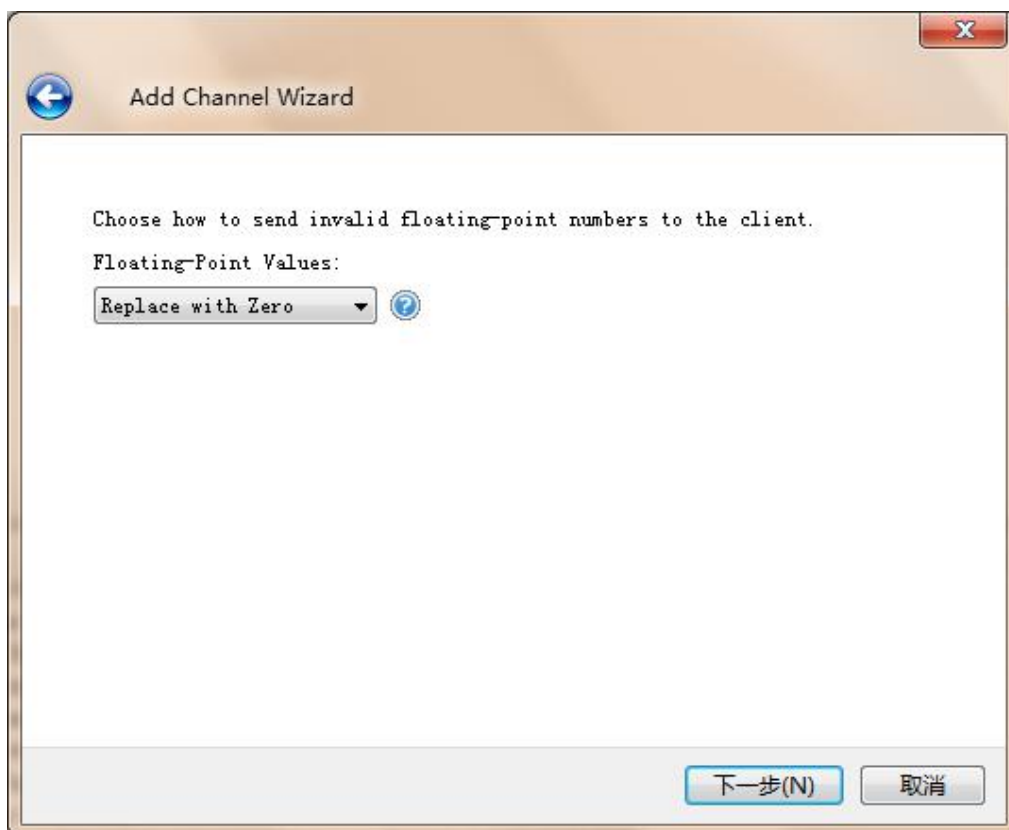 Add Channel Wizard
Choose how to send invalid floating-point numbers to the client.
Floating-Point Values:
Replace with Zero
下一步(N)
取消